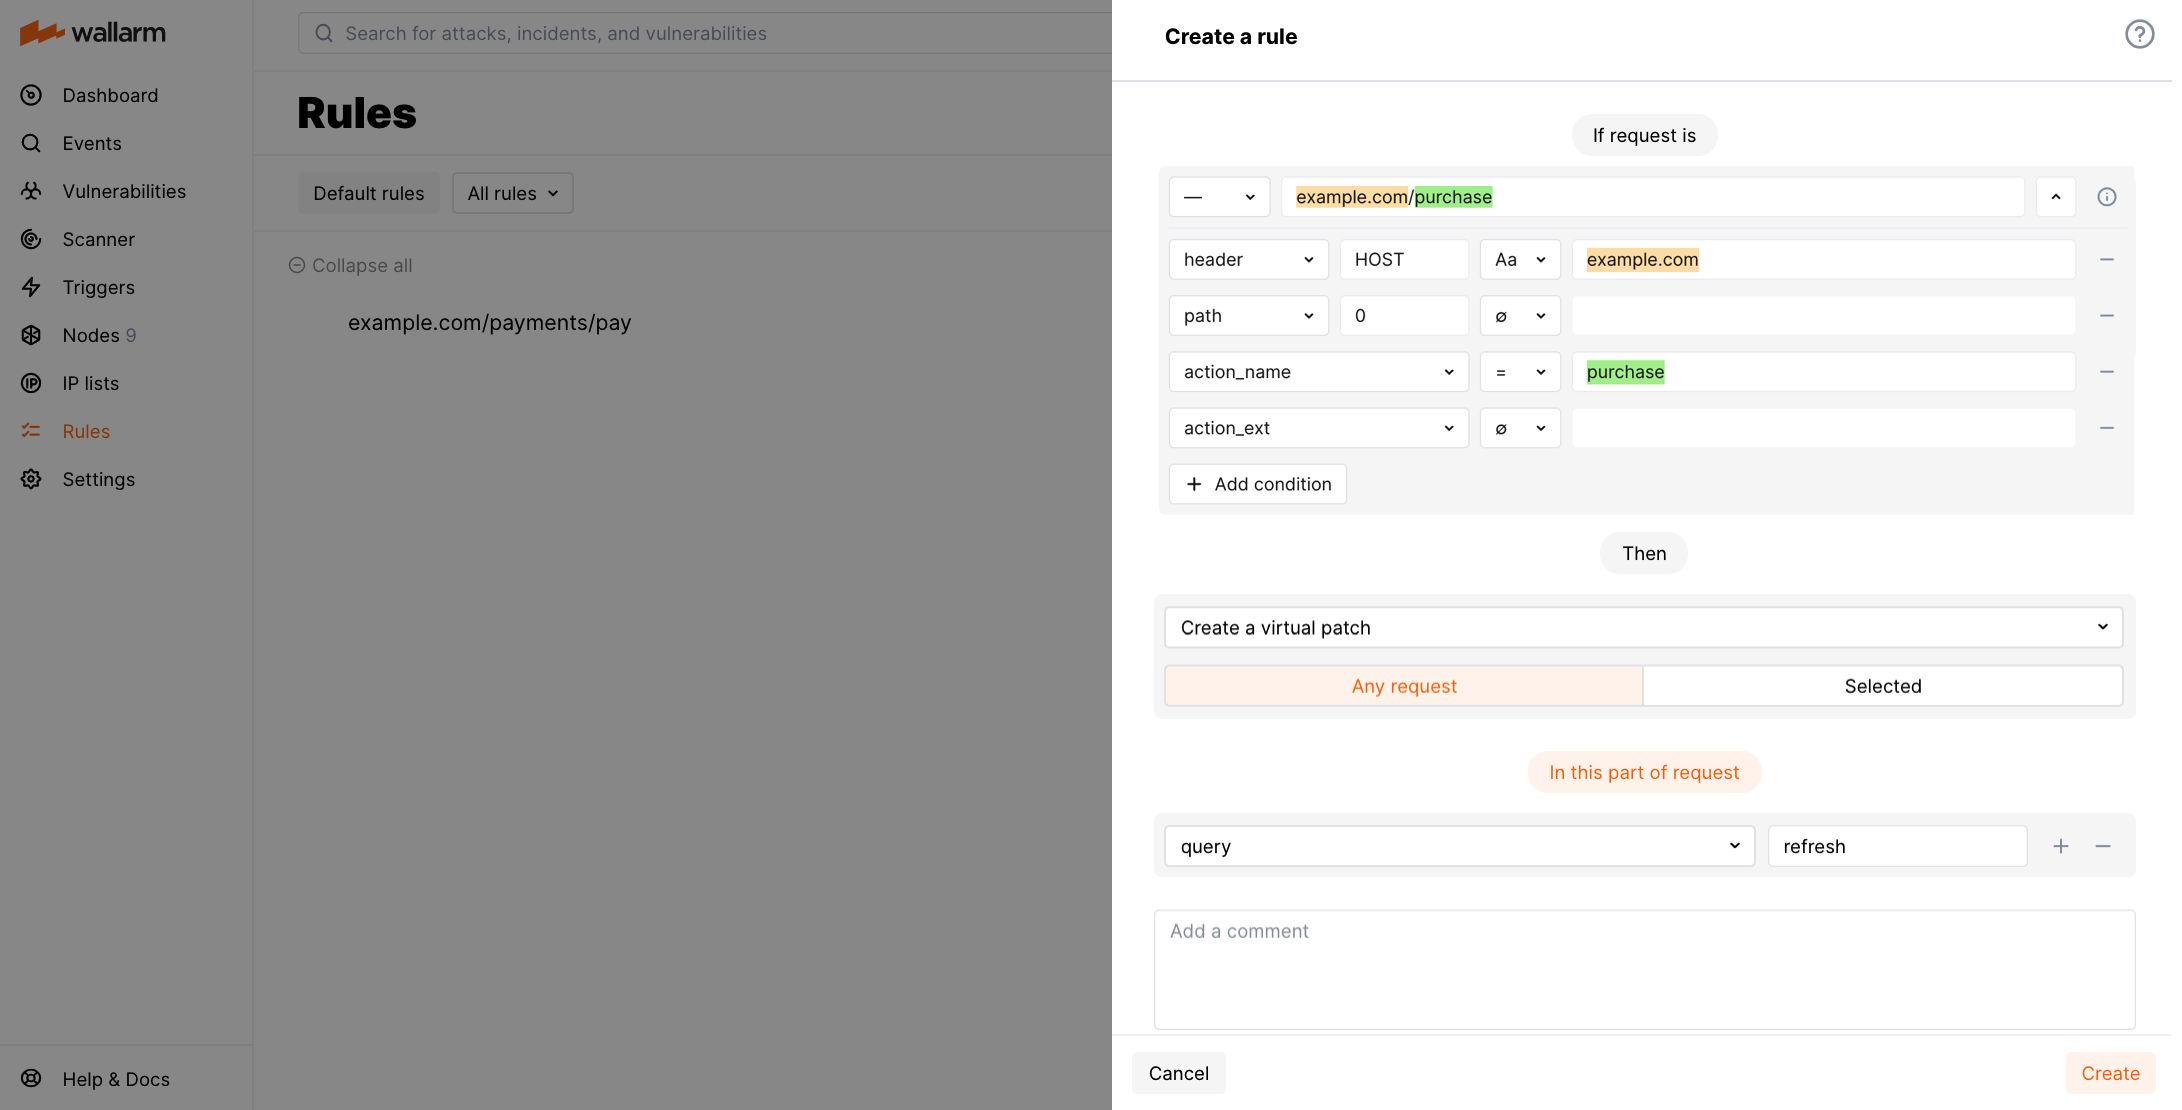 wallarm
Search for attacks, incidents, and vulnerabilities
Dashboard
Events
Vulnerabilities
Scanner
Triggers
Nodes 9
IP lists
Rules
Settings
Help & Docs
Rules
Default rules
All rules
Collapse all
example.com/payments/pay
Create a rule
If request is
— example.com/purchase
header HOST Aa example.com
path 0 ∅
action_name = purchase
action_ext ∅
+ Add condition
Then
Create a virtual patch
Any request Selected
In this part of request
query refresh
Add a comment
Cancel Create